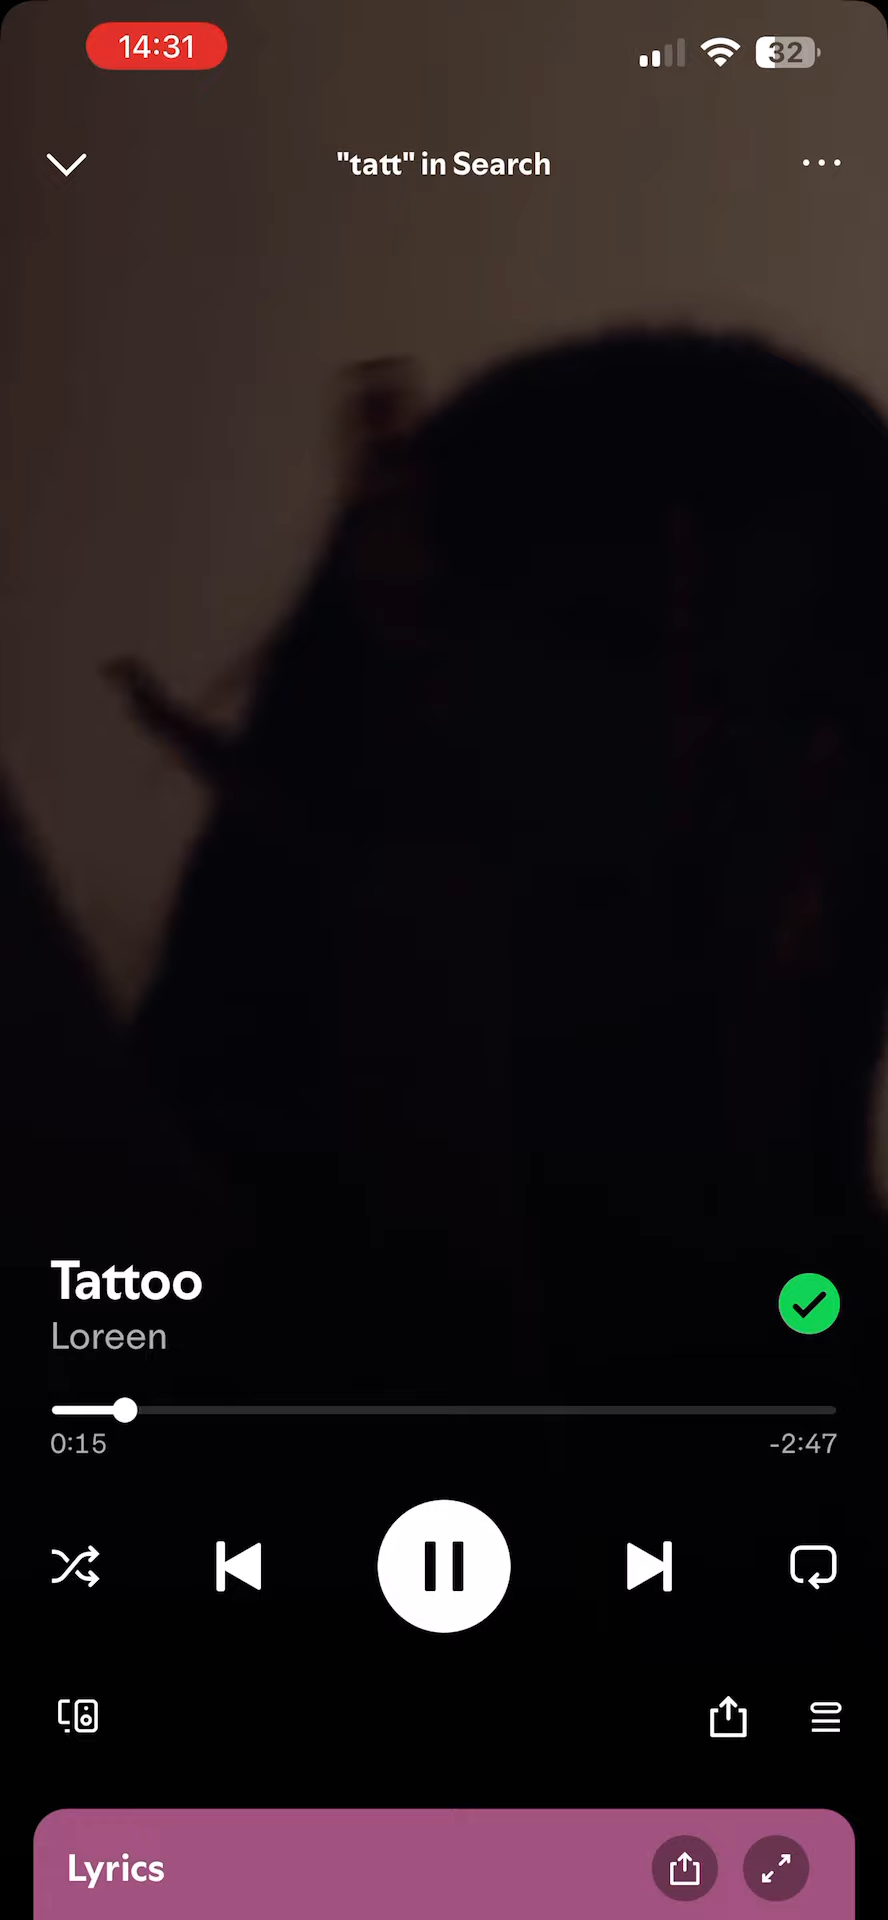 14:31
32
"tatt" in Search
Tattoo
Loreen
0:15
-2:47
Lyrics